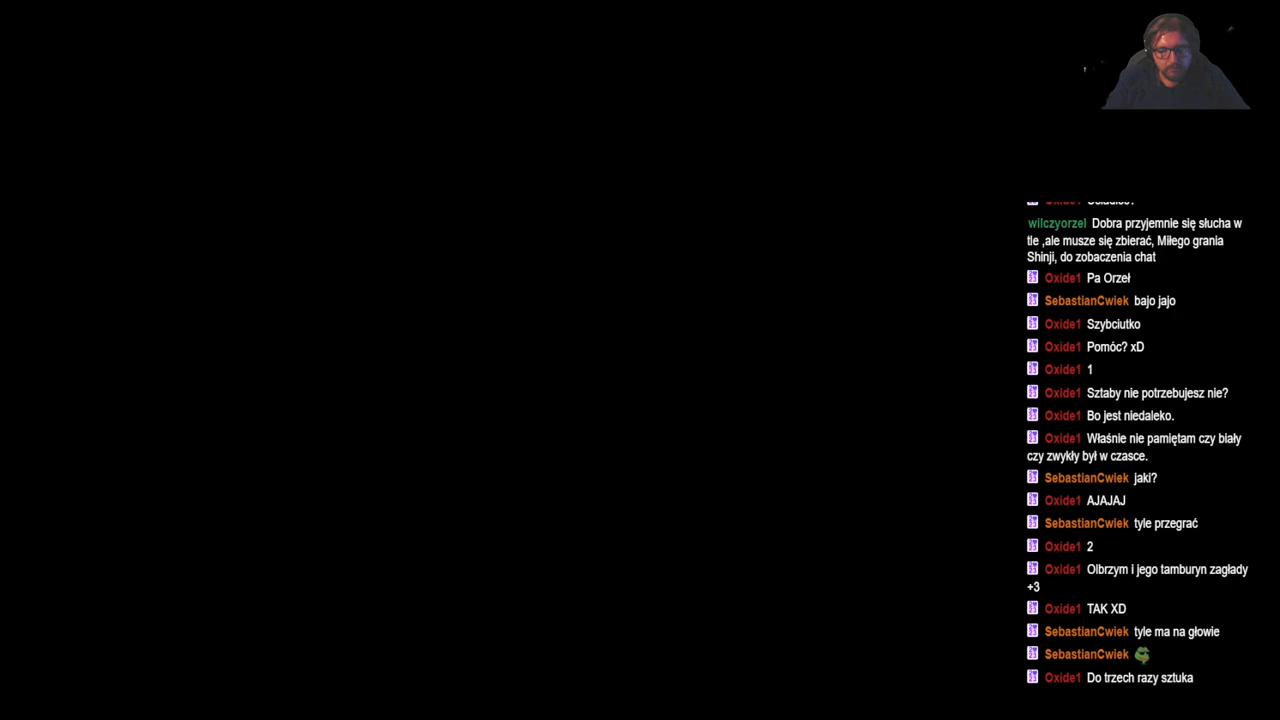 wilczyorzel Dobra przyjemnie się słucha w
tle ,ale musze się zbierać, Miłego grania
Shinji, do zobaczenia chat
Oxide1 Pa Orzeł
SebastianCwiek bajo jajo
Oxide1 Szybciutko
Oxide1 Pomóc? xD
Oxide1 1
Oxide1 Sztaby nie potrzebujesz nie?
Oxide1 Bo jest niedaleko.
Oxide1 Właśnie nie pamiętam czy biały
czy zwykły był w czasce.
SebastianCwiek jaki?
Oxide1 AJAJAJ
SebastianCwiek tyle przegrać
Oxide1 2
Oxide1 Olbrzym i jego tamburyn zagłady
+3
Oxide1 TAK XD
SebastianCwiek tyle ma na głowie
SebastianCwiek
Oxide1 Do trzech razy sztuka